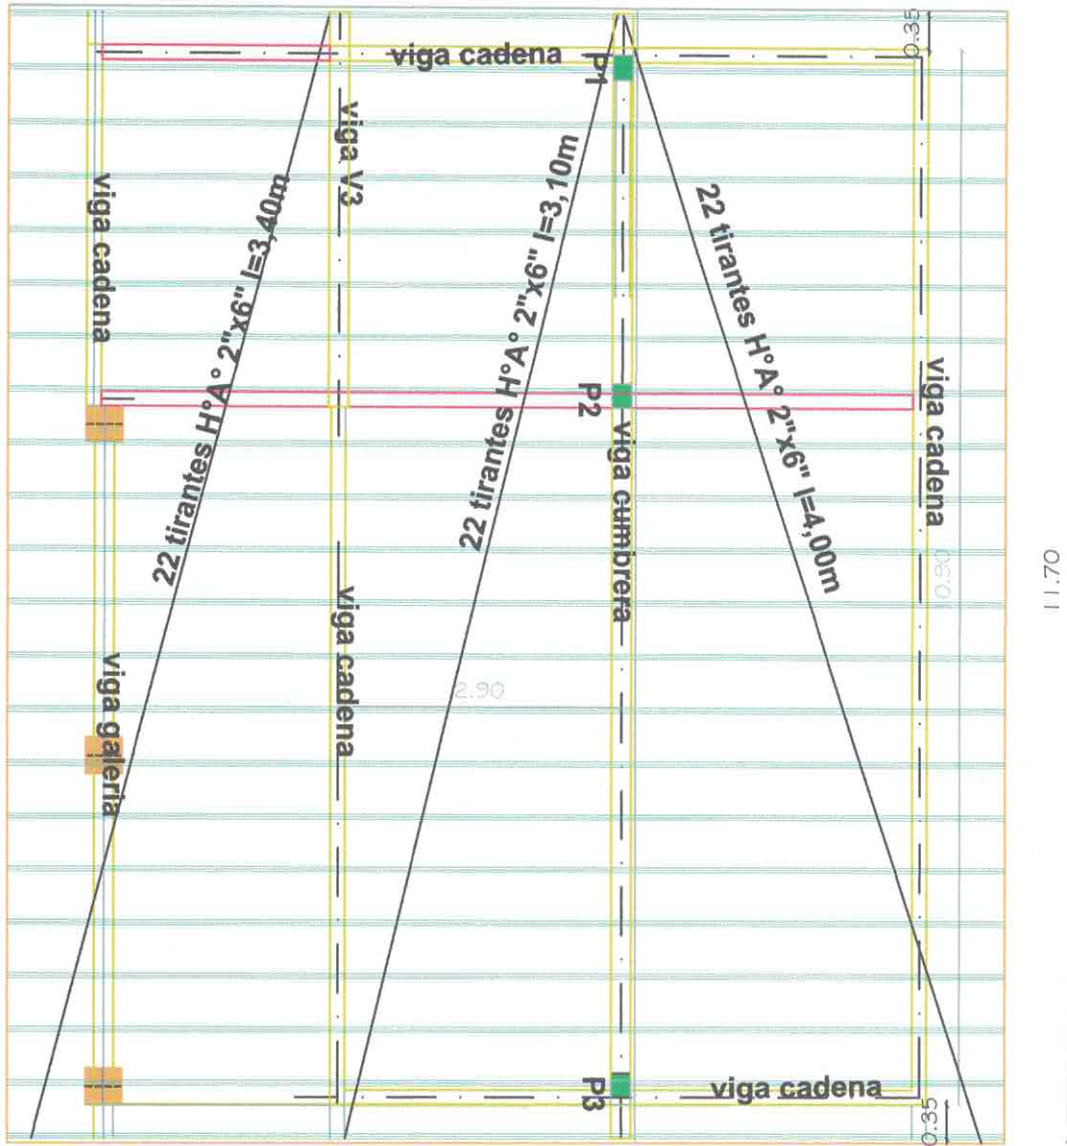 0.35
viga cadena
P1
viga V3
22 tirantes H°A° 2"x6" l=3,40m
22 tirantes H°A° 2"x6" l=3,10m
22 tirantes H°A° 2"x6" l=4,00m
viga cadena
viga cadena
P2
Viga cumbrera
0.90
11.70
viga cadena
viga galeria
2.90
P3
viga cadena
0.35